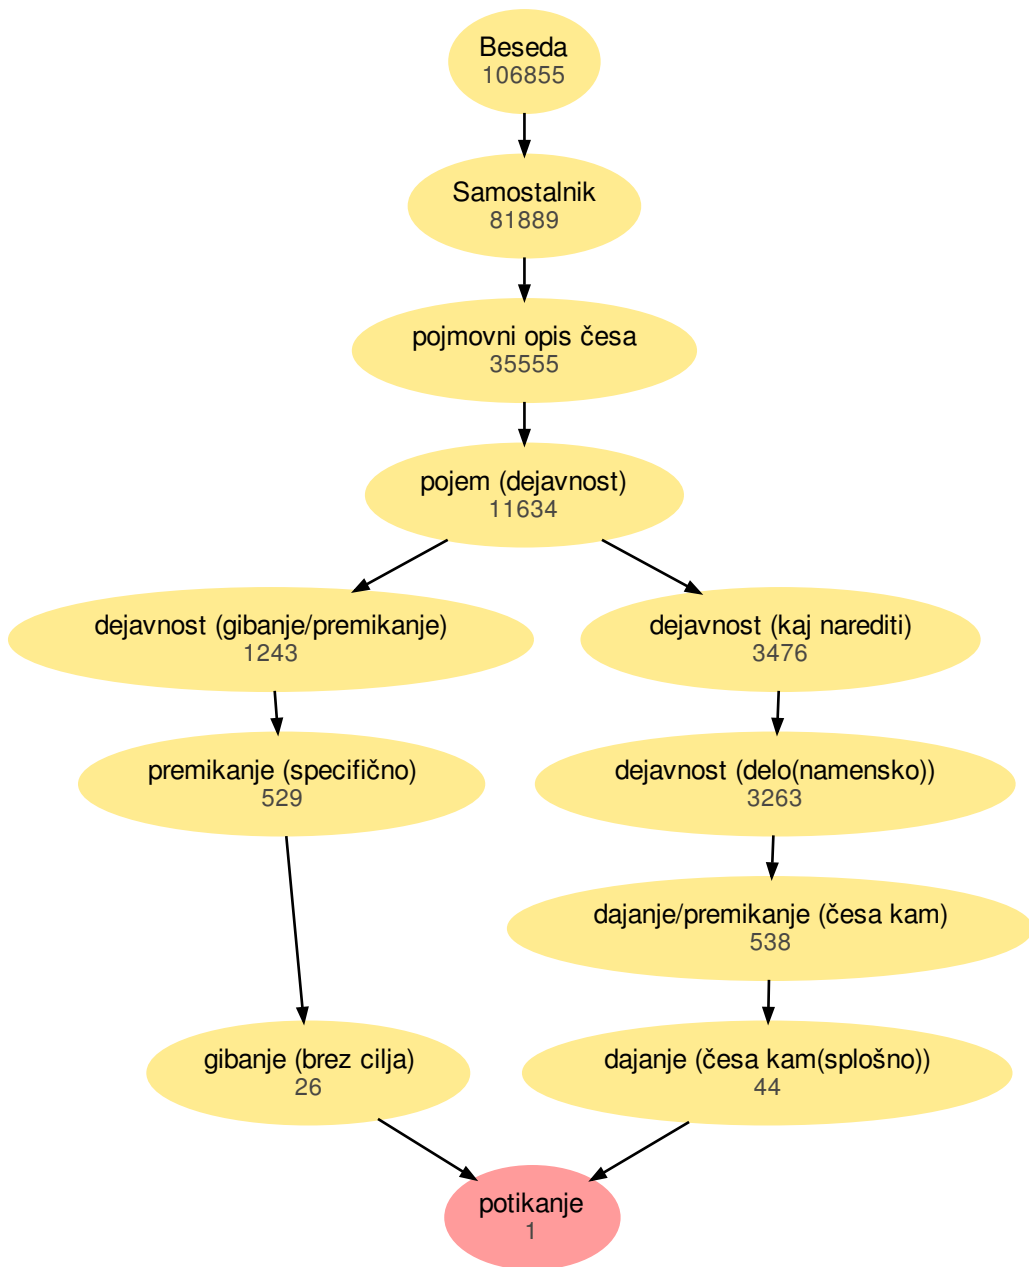 Beseda
106855
Samostalnik
81889
pojmovni opis česa
35555
pojem (dejavnost)
11634
dejavnost (gibanje/premikanje)
1243
dejavnost (kaj narediti)
3476
premikanje (specifično)
529
dejavnost (delo(namensko))
3263
dajanje/premikanje (česa kam)
538
gibanje (brez cilja)
26
dajanje (česa kam(splošno))
44
potikanje
1